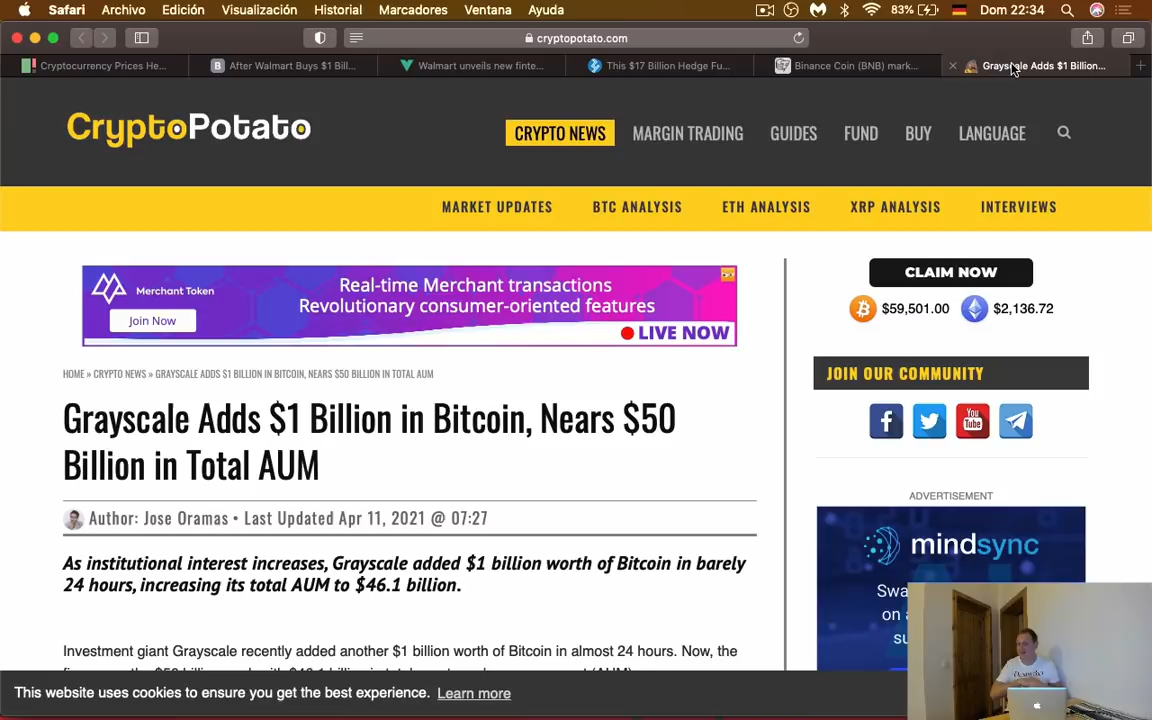 Safari Archivo Edición Visualización Historial Marcadores Ventana Ayuda 83% Dom 22:34
cryptopotato.com
Cryptocurrency Prices He...
After Walmart Buys $1 Bill...
Walmart unveils new finte...
This $17 Billion Hedge Fu...
Binance Coin (BNB) mark...
Grayscale Adds $1 Billion...
CryptoPotato
CRYPTO NEWS MARGIN TRADING GUIDES FUND BUY LANGUAGE
MARKET UPDATES BTC ANALYSIS ETH ANALYSIS XRP ANALYSIS INTERVIEWS
Merchant Token
Join Now
Real-time Merchant transactions
Revolutionary consumer-oriented features
LIVE NOW
HOME » CRYPTO NEWS » GRAYSCALE ADDS $1 BILLION IN BITCOIN, NEARS $50 BILLION IN TOTAL AUM
Grayscale Adds $1 Billion in Bitcoin, Nears $50
Billion in Total AUM
Author: Jose Oramas • Last Updated Apr 11, 2021 @ 07:27
As institutional interest increases, Grayscale added $1 billion worth of Bitcoin in barely
24 hours, increasing its total AUM to $46.1 billion.
Investment giant Grayscale recently added another $1 billion worth of Bitcoin in almost 24 hours. Now, the
CLAIM NOW
$59,501.00 $2,136.72
JOIN OUR COMMUNITY
You
Tube
ADVERTISEMENT
mindsync
This website uses cookies to ensure you get the best experience. Learn more